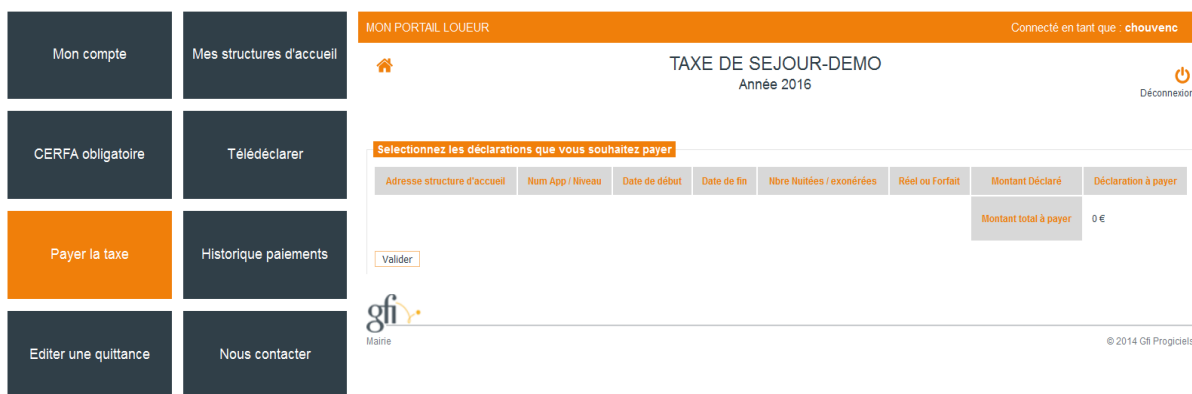 Mon compte
Mes structures d'accueil
CERFA obligatoire
Télédéclarer
Payer la taxe
Historique paiements
Editer une quittance
Nous contacter
MON PORTAIL LOUEUR
Connecté en tant que : chouvenc
TAXE DE SEJOUR-DEMO
Année 2016
Déconnexion
Selectionnez les déclarations que vous souhaitez payer
Adresse structure d'accueil Num App / Niveau Date de début Date de fin Nbre Nuitées / exonérées Réel ou Forfait Montant Déclaré Déclaration à payer
Montant total à payer 0 €
Valider
gfi
Mairie
© 2014 Gfi Progiciels